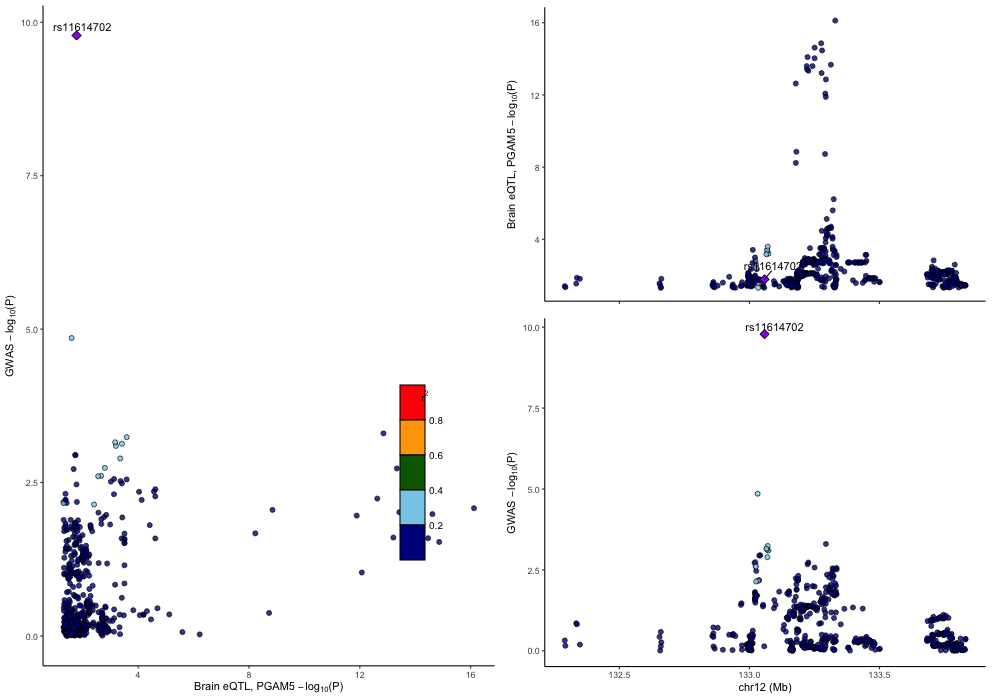 rs11614702
10.0
7.5
5.0
2.5
0.0
GWAS −log10(P)
4
8
12
16
Brain eQTL, PGAM5 −log10(P)
r2
0.8
0.6
0.4
0.2
16
12
8
4
Brain eQTL, PGAM5 −log10(P)
rs11614702
rs11614702
10.0
7.5
5.0
2.5
0.0
GWAS −log10(P)
132.5
133.0
133.5
chr12 (Mb)